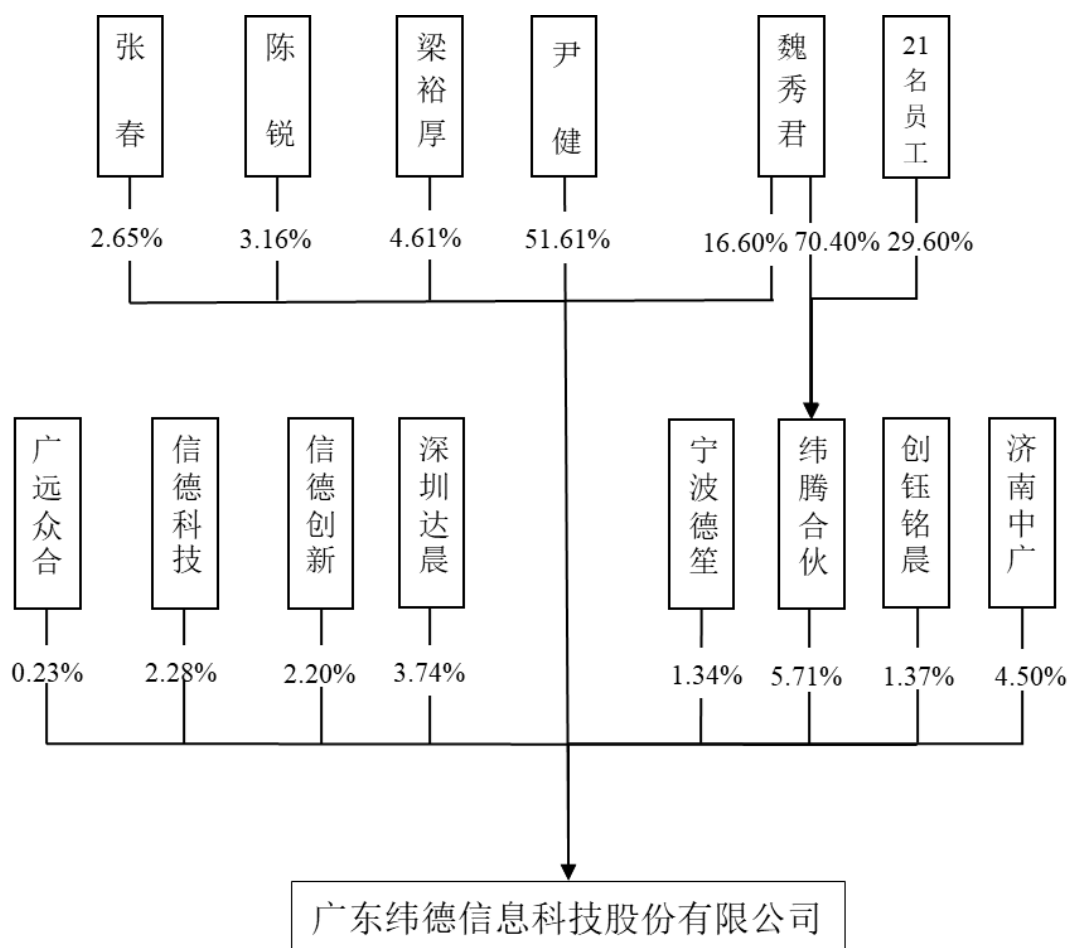 张春
陈锐
梁裕厚
尹健
魏秀君
21名员工
2.65%
3.16%
4.61%
51.61%
16.60%
70.40%
29.60%
广远众合
信德科技
信德创新
深圳达晨
宁波德笙
纬腾合伙
创钰铭晨
济南中广
0.23%
2.28%
2.20%
3.74%
1.34%
5.71%
1.37%
4.50%
广东纬德信息科技股份有限公司